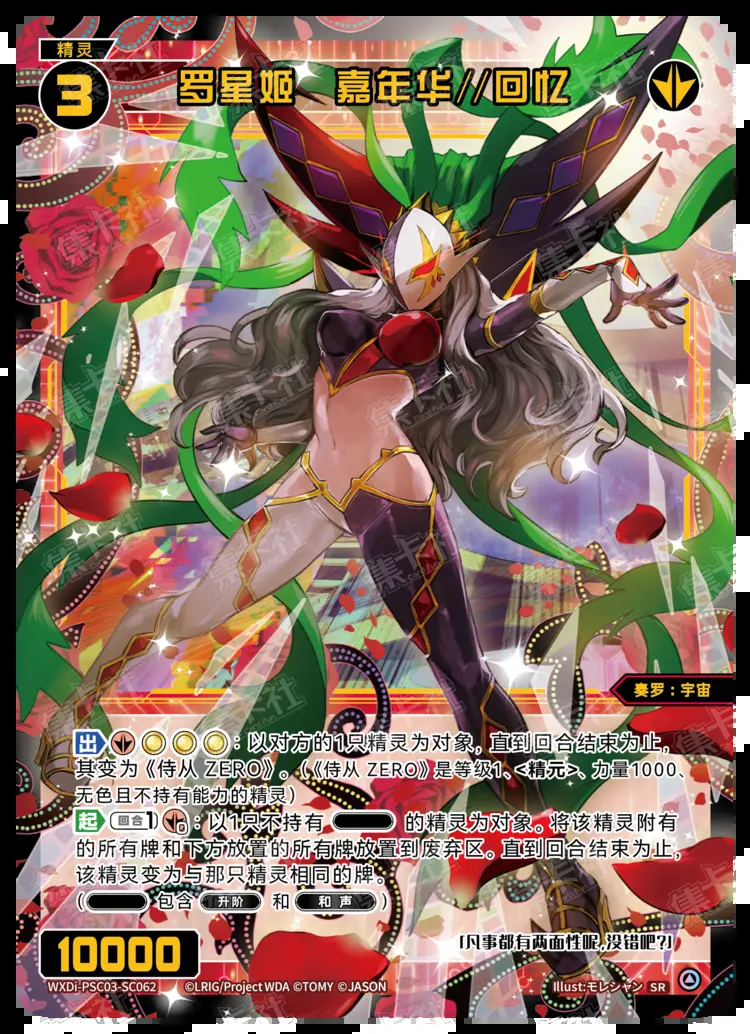 精灵
3
罗星姬 嘉年华//回忆
奏罗：宇宙
出 ：以对方的1只精灵为对象，直到回合结束为止，
其变为《侍从 ZERO》。（《侍从 ZERO》是等级1、<精元>、力量1000、
无色且不持有能力的精灵）
起 回合1 0：以1只不持有 的精灵为对象。将该精灵附有
的所有牌和下方放置的所有牌放置到废弃区。直到回合结束为止，
该精灵变为与那只精灵相同的牌。
（ 包含 升阶 和 和声 ）
「凡事都有两面性呢,没错吧?」
10000
WXDi-PSC03-SC062 ©LRIG/Project WDA ©TOMY ©JASON Illust:モレシャン SR
集卡社